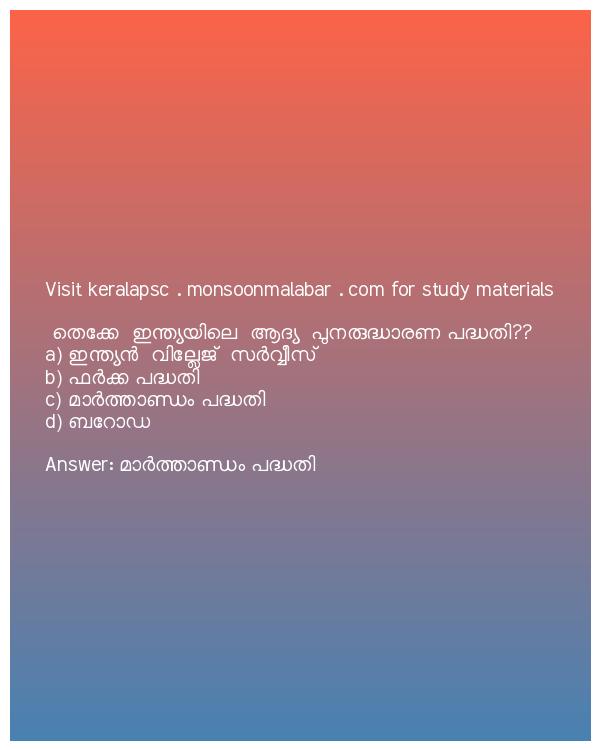 Visit keralapsc . monsoonmalabar . com for study materials
തെക്കേ ഇന്ത്യയിലെ ആദ്യ പുനരുദ്ധാരണ പദ്ധതി??
a) ഇന്ത്യൻ വില്ലേജ് സർവ്വീസ്
b) ഫർക്ക പദ്ധതി
c) മാർത്താണ്ഡം പദ്ധതി
d) ബറോഡ
Answer: മാർത്താണ്ഡം പദ്ധതി